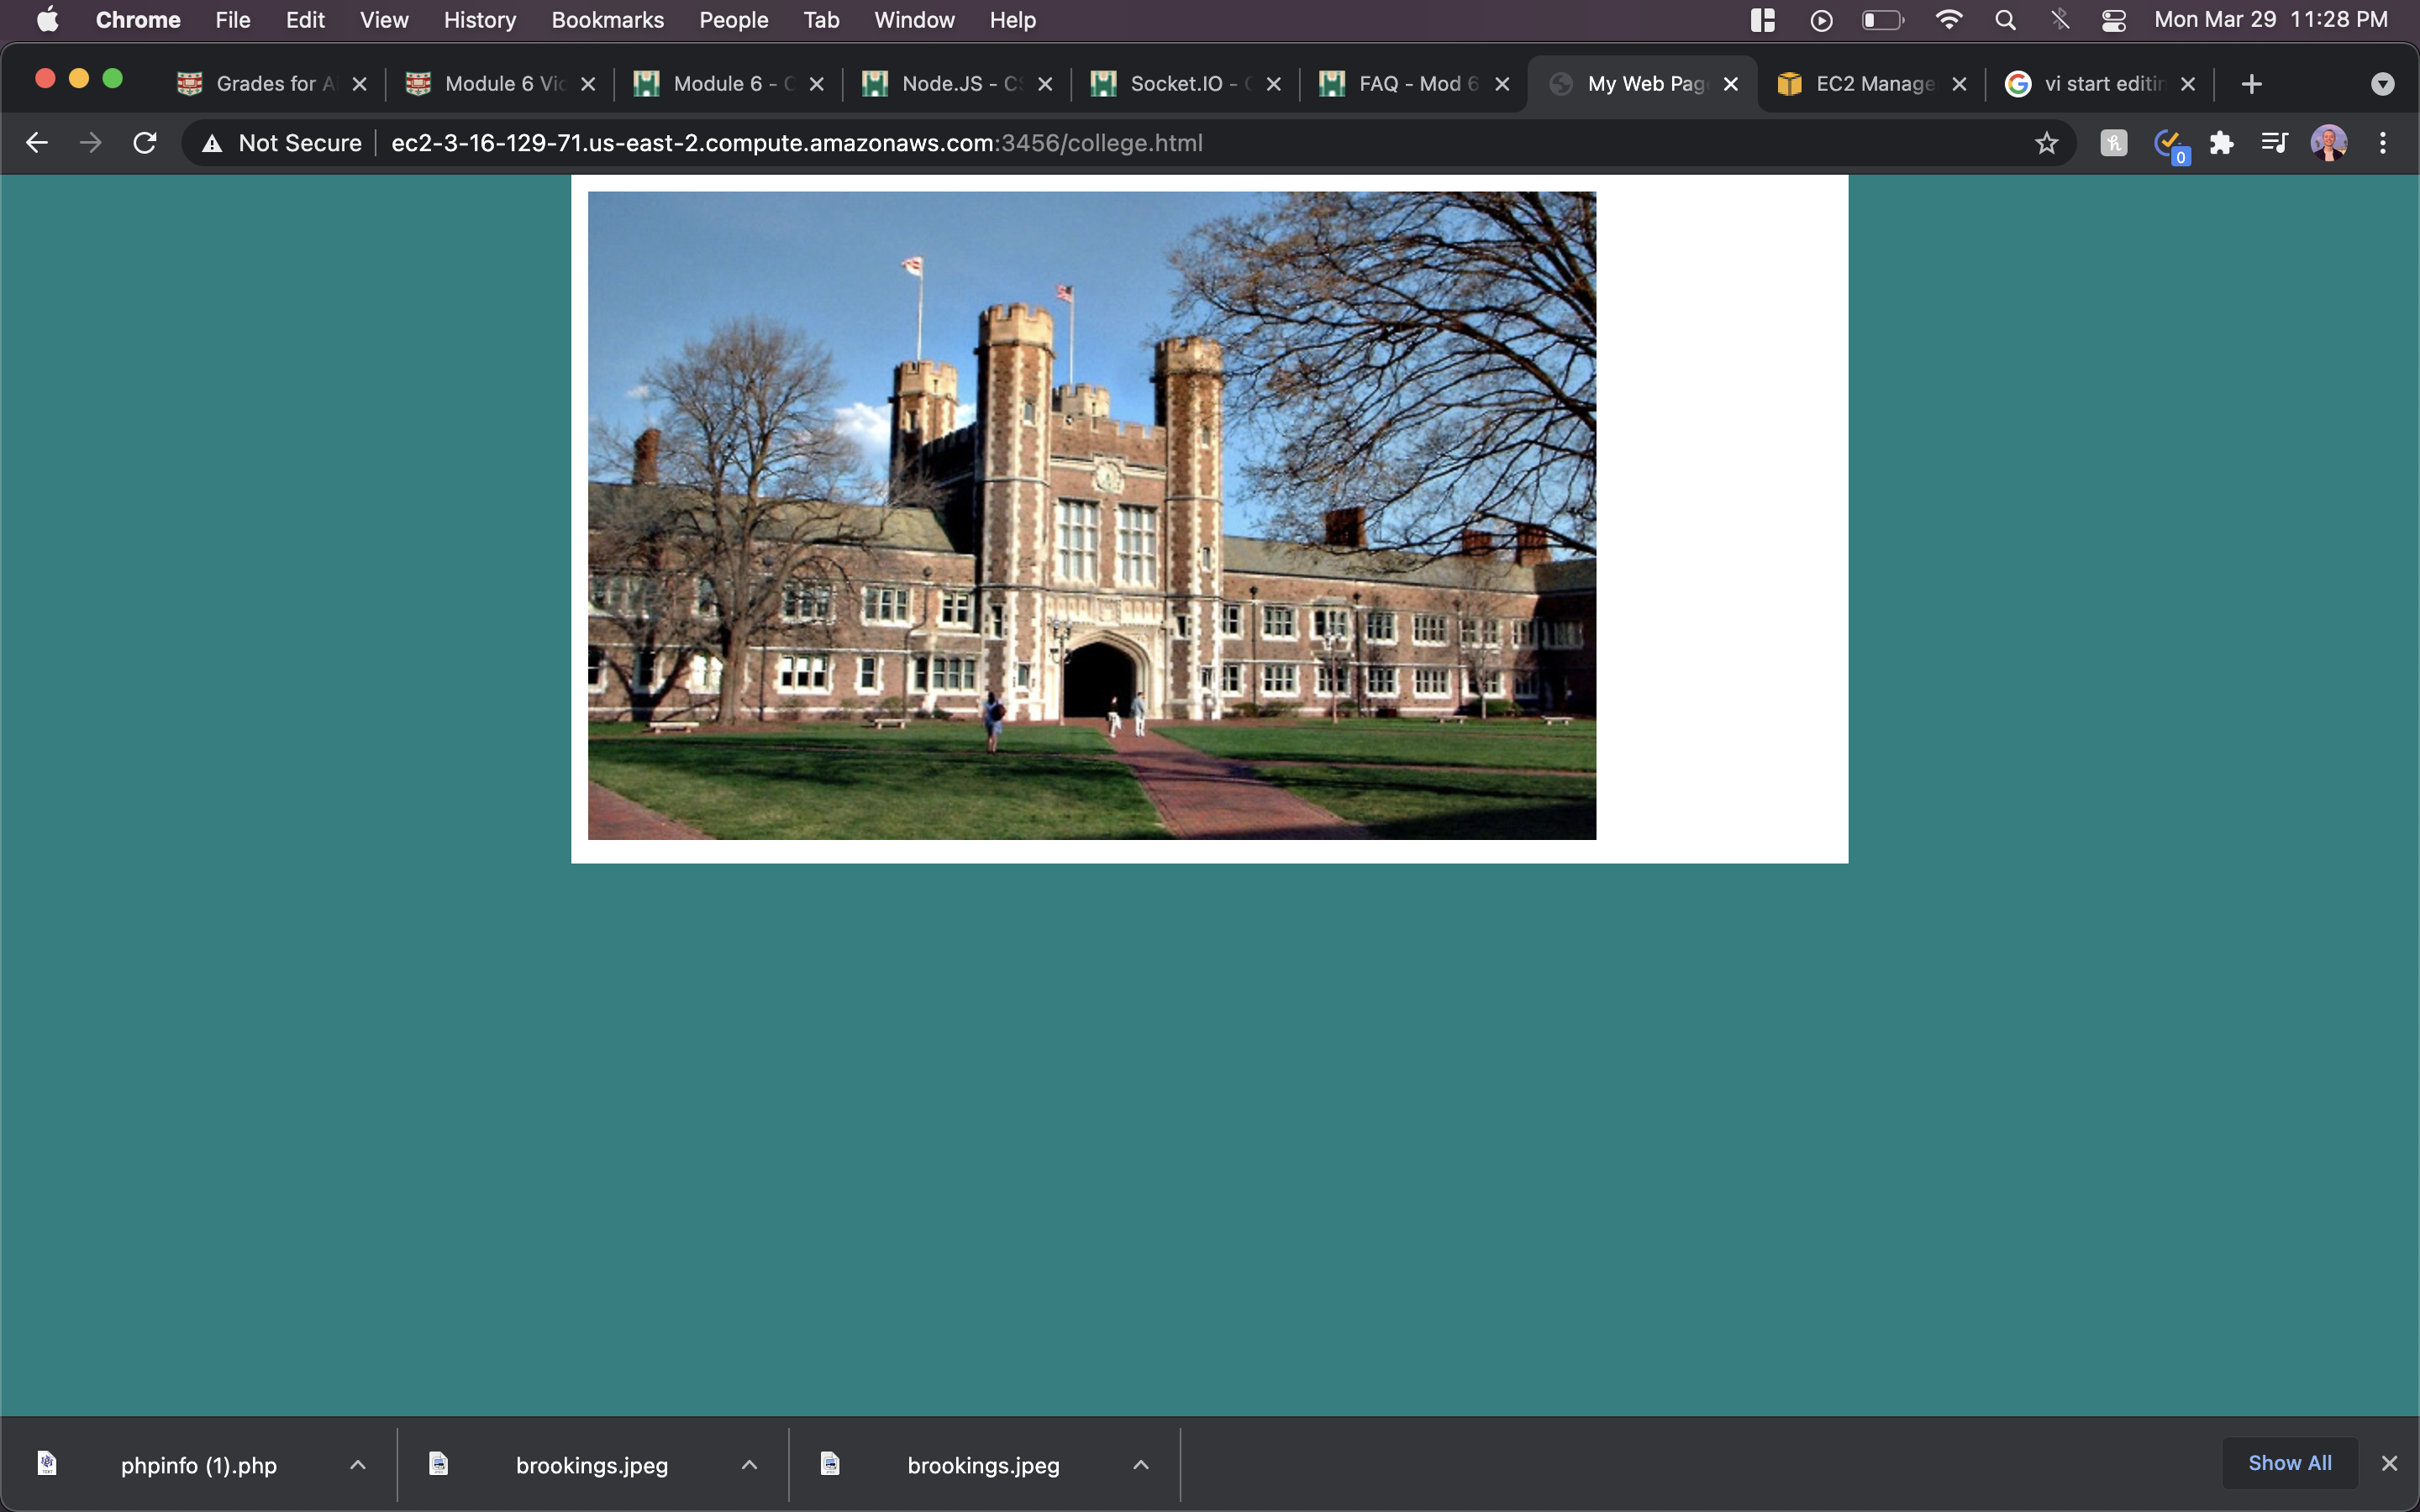 Chrome File Edit View History Bookmarks People Tab Window Help Mon Mar 29 11:28 PM
Grades for A Module 6 Vid Module 6 - C Node.JS - CS Socket.IO - FAQ - Mod 6 My Web Pag EC2 Manage vi start editin
Not Secure ec2-3-16-129-71.us-east-2.compute.amazonaws.com:3456/college.html 0
phpinfo (1).php brookings.jpeg brookings.jpeg Show All